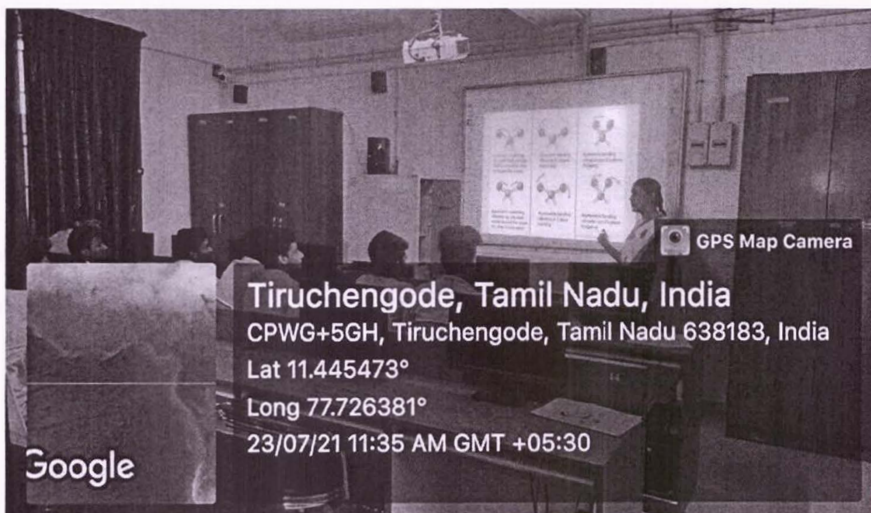 GPS Map Camera
Tiruchengode, Tamil Nadu, India
CPWG+5GH, Tiruchengode, Tamil Nadu 638183, India
Lat 11.445473°
Long 77.726381°
23/07/21 11:35 AM GMT +05:30
Google